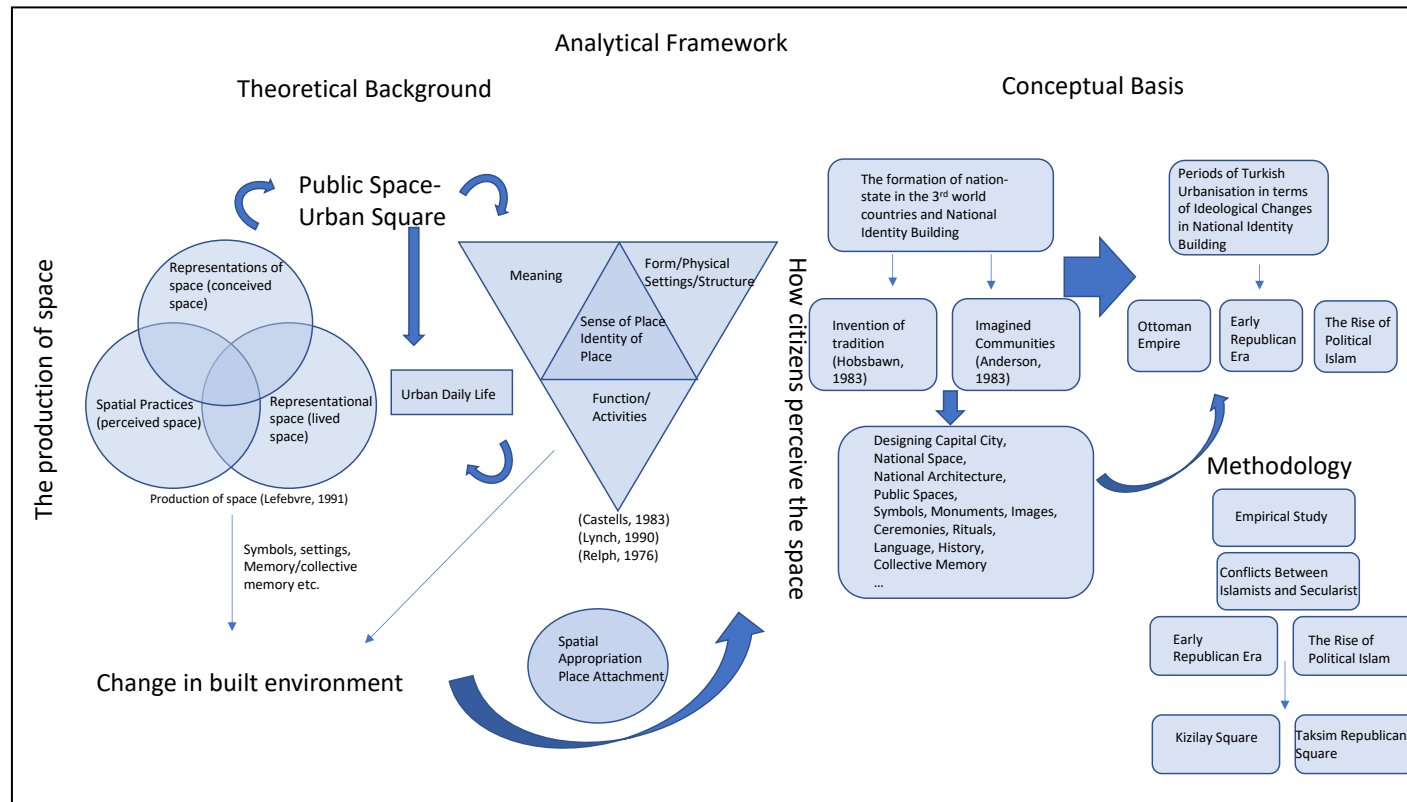 Analytical Framework
Theoretical Background
Conceptual Basis
The production of space
Public Space-
Urban Square
Representations of
space (conceived
space)
Spatial Practices
(perceived space)
Representational
space (lived
space)
Production of space (Lefebvre, 1991)
Symbols, settings,
Memory/collective
memory etc.
Change in built environment
Urban Daily Life
Meaning
Form/Physical
Settings/Structure
Sense of Place
Identity of
Place
Function/
Activities
(Castells, 1983)
(Lynch, 1990)
(Relph, 1976)
Spatial
Appropriation
Place Attachment
How citizens perceive the space
The formation of nation-
state in the 3rd world
countries and National
Identity Building
Invention of
tradition
(Hobsbawn,
1983)
Imagined
Communities
(Anderson,
1983)
Designing Capital City,
National Space,
National Architecture,
Public Spaces,
Symbols, Monuments, Images,
Ceremonies, Rituals,
Language, History,
Collective Memory
…
Periods of Turkish
Urbanisation in terms
of Ideological Changes
in National Identity
Building
Ottoman
Empire
Early
Republican
Era
The Rise of
Political
Islam
Methodology
Empirical Study
Conflicts Between
Islamists and Secularist
Early
Republican Era
The Rise of
Political Islam
Kizilay Square
Taksim Republican
Square